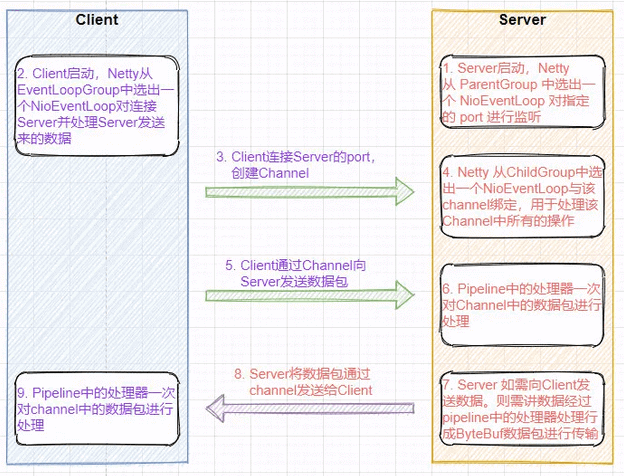 Client
Server
1. Server启动，Netty
从 ParentGroup 中选出
一个 NioEventLoop 对指定
的 port 进行监听
2. Client启动，Netty从
EventLoopGroup中选出一
个NioEventLoop对连接
Server并处理Server发送
来的数据
3. Client连接Server的port，
创建Channel
4. Netty 从ChildGroup中选
出一个NioEventLoop与该
channel绑定，用于处理该
Channel中所有的操作
5. Client通过Channel向
Server发送数据包
6. Pipeline中的处理器一次
对Channel中的数据包进行
处理
7. Server 如需向Client发
送数据。则需讲数据经过
pipeline中的处理器处理行
成ByteBuf数据包进行传输
8. Server将数据包通过
channel发送给Client
9. Pipeline中的处理器一次
对channel中的数据包进行
处理